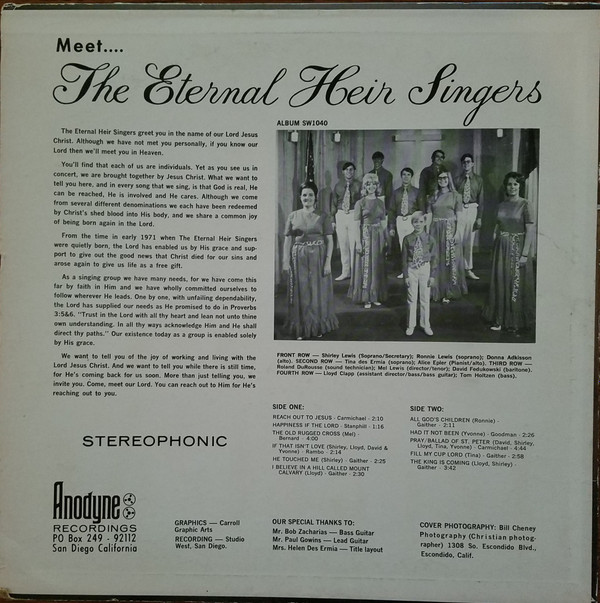 Meet....
The Eternal Heir Singers
ALBUM SW1040
The Eternal Heir Singers greet you in the name of our Lord Jesus
Christ. Although we have not met you personally, if you know our
Lord then we'll meet you in Heaven.
You'll find that each of us are individuals. Yet as you see us in
concert, we are brought together by Jesus Christ. What we want to
tell you here, and in every song that we sing, is that God is real, He
can be reached, He is involved and He cares. Although we come
from several different denominations we each have been redeemed
by Christ's shed blood into His body, and we share a common joy
of being born again in the Lord.
From the time in early 1971 when The Eternal Heir Singers
were quietly born, the Lord has enabled us by His grace and sup-
port to give out the good news that Christ died for our sins and
arose again to give us life as a free gift.
As a singing group we have many needs, for we have come this
far by faith in Him and we have wholly committed ourselves to
follow wherever He leads. One by one, with unfailing dependability,
the Lord has supplied our needs as He promised to do in Proverbs
3:5&6. "Trust in the Lord with all thy heart and lean not unto thine
own understanding. In all thy ways acknowledge Him and He shall
direct thy paths." Our existence today as a group is enabled solely
by His grace.
We want to tell you of the joy of working and living with the
Lord Jesus Christ. And we want to tell you while there is still time,
for He's coming back for us soon. More than just telling you, we
invite you. Come, meet our Lord. You can reach out to Him for He's
reaching out to you.
FRONT ROW — Shirley Lewis (Soprano/Secretary); Ronnie Lewis (soprano); Donna Adkisson
(alto). SECOND ROW — Tina des Ermia (soprano); Alice Epler (Pianist/alto). THIRD ROW —
Roland DuRousse (sound technician); Mel Lewis (director/tenor); David Fedukowski (baritone).
FOURTH ROW — Lloyd Clapp (assistant director/bass/bass guitar); Tom Holtzen (bass).
STEREOPHONIC
SIDE ONE:
REACH OUT TO JESUS - Carmichael - 2:10
HAPPINESS IF THE LORD - Stanphill - 1:16
THE OLD RUGGED CROSS (Mel) -
Bernard - 4:00
IF THAT ISN'T LOVE (Shirley, Lloyd, David &
Yvonne) - Rambo - 2:14
HE TOUCHED ME (Shirley) - Gaither - 2:25
I BELIEVE IN A HILL CALLED MOUNT
CALVARY (Lloyd) - Gaither - 2:30
SIDE TWO:
ALL GOD'S CHILDREN (Ronnie) -
Gaither - 2:11
HAD IT NOT BEEN (Yvonne) - Goodman - 2:26
PRAY/BALLAD OF ST. PETER (David, Shirley,
Lloyd, Tina, Yvonne) - Carmichael - 4:44
FILL MY CUP LORD (Tina) - Gaither - 2:58
THE KING IS COMING (Lloyd, Shirley) -
Gaither - 3:42
Anodyne
RECORDINGS
PO Box 249 - 92112
San Diego California
GRAPHICS — Carroll
Graphic Arts
RECORDING — Studio
West, San Diego.
OUR SPECIAL THANKS TO:
Mr. Bob Zacharias — Bass Guitar
Mr. Paul Gowins — Lead Guitar
Mrs. Helen Des Ermia — Title layout
COVER PHOTOGRAPHY: Bill Cheney
Photography (Christian photog-
rapher) 1308 So. Escondido Blvd.,
Escondido, Calif.